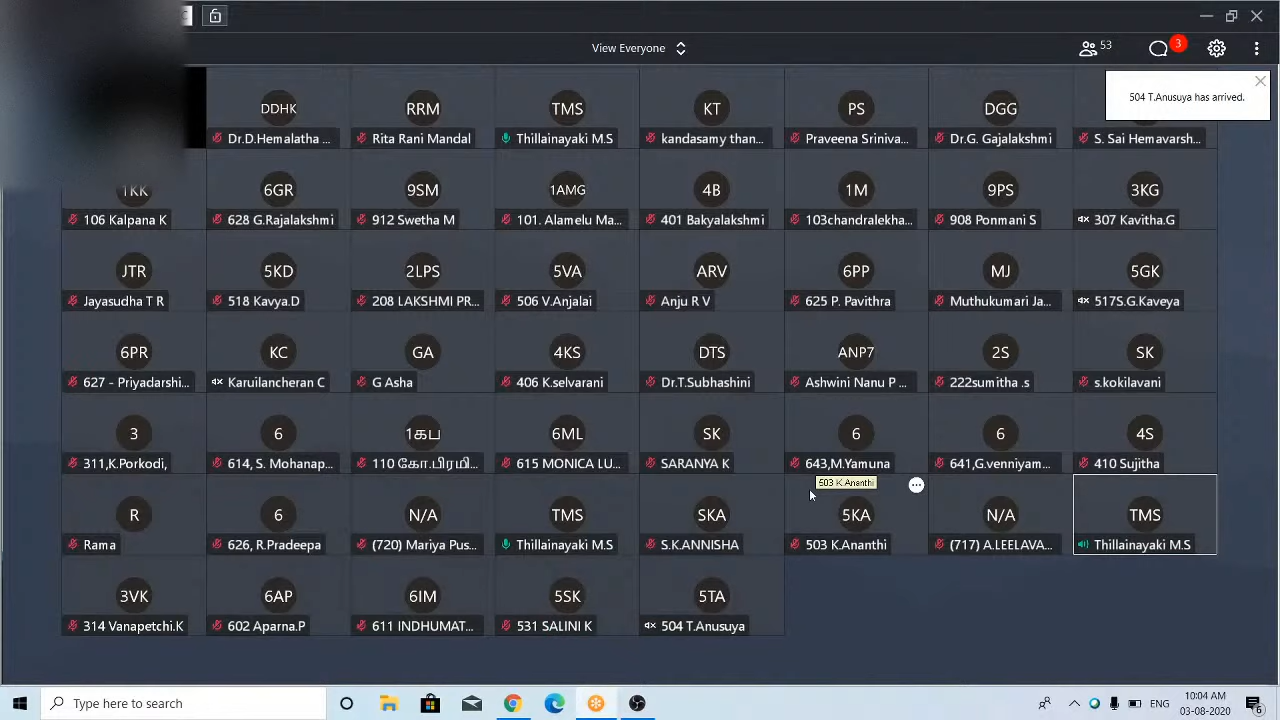 View Everyone
53
3
504 T.Anusuya has arrived.
DDHK
RRM
TMS
KT
PS
DGG
Dr.D.Hemalatha ...
Rita Rani Mandal
Thillainayaki M.S
kandasamy than...
Praveena Sriniva...
Dr.G. Gajalakshmi
S. Sai Hemavarsh...
1KK
6GR
9SM
1AMG
4B
1M
9PS
3KG
106 Kalpana K
628 G.Rajalakshmi
912 Swetha M
101. Alamelu Ma...
401 Bakyalakshmi
103chandralekha...
908 Ponmani S
307 Kavitha.G
JTR
5KD
2LPS
5VA
ARV
6PP
MJ
5GK
Jayasudha T R
518 Kavya.D
208 LAKSHMI PR...
506 V.Anjalai
Anju R V
625 P. Pavithra
Muthukumari Ja...
517S.G.Kaveya
6PR
KC
GA
4KS
DTS
ANP7
2S
SK
627 - Priyadarshi...
Karuilancheran C
G Asha
406 K.selvarani
Dr.T.Subhashini
Ashwini Nanu P ...
222sumitha .s
s.kokilavani
3
6
1கப
6ML
SK
6
6
4S
311,K.Porkodi,
614, S. Mohanap...
110 கோ.பிரமி...
615 MONICA LU...
SARANYA K
643,M.Yamuna
641,G.venniyam...
410 Sujitha
503 K.Ananthi
R
6
N/A
TMS
SKA
5KA
N/A
TMS
Rama
626, R.Pradeepa
(720) Mariya Pus...
Thillainayaki M.S
S.K.ANNISHA
503 K.Ananthi
(717) A.LEELAVA...
Thillainayaki M.S
3VK
6AP
6IM
5SK
5TA
314 Vanapetchi.K
602 Aparna.P
611 INDHUMAT...
531 SALINI K
504 T.Anusuya
Type here to search
ENG
10:04 AM
03-08-2020
6